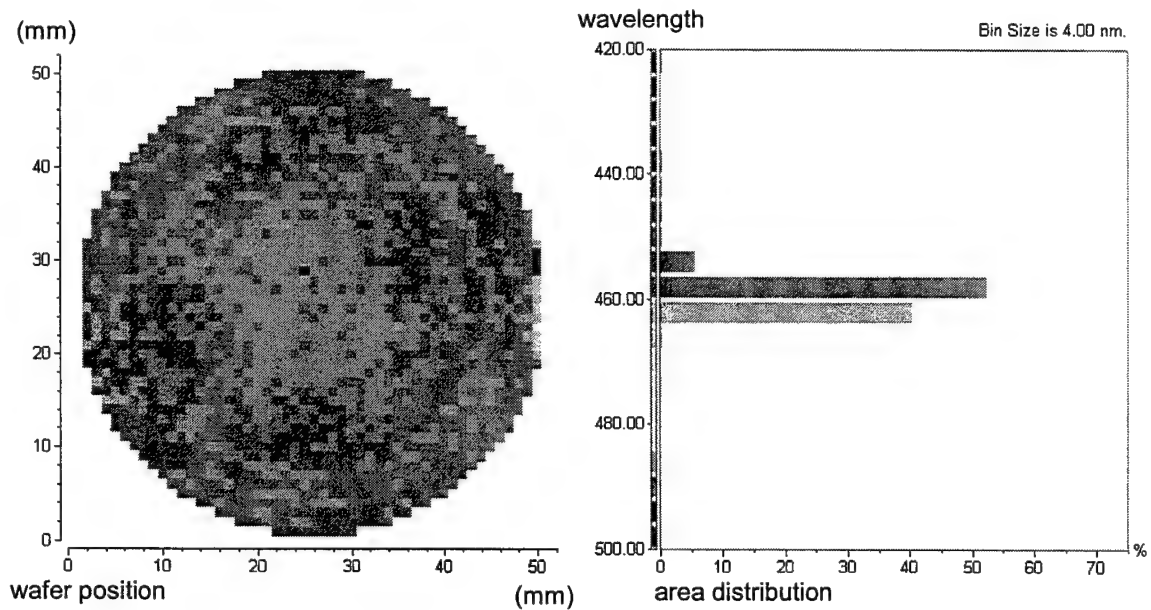 (mm)
50
40
30
20
10
0
0 10 20 30 40 50
wafer position (mm)
wavelength
Bin Size is 4.00 nm.
420.00
440.00
460.00
480.00
500.00
0 10 20 30 40 50 60 70 %
area distribution